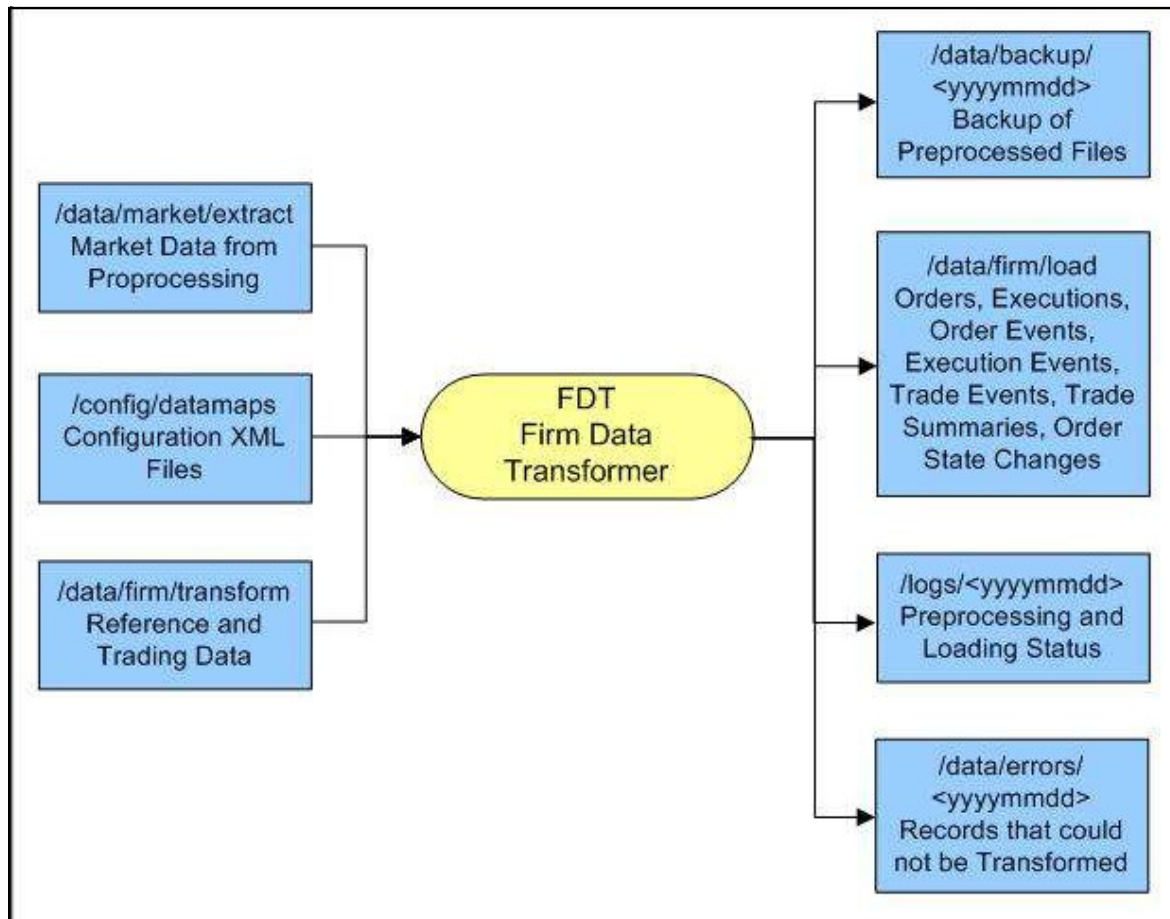 /data/market/extract
Market Data from
Proprocessing
/config/datamaps
Configuration XML
Files
/data/firm/transform
Reference and
Trading Data
FDT
Firm Data
Transformer
/data/backup/
<yyyymmdd>
Backup of
Preprocessed Files
/data/firm/load
Orders, Executions,
Order Events,
Execution Events,
Trade Events, Trade
Summaries, Order
State Changes
/logs/<yyyymmdd>
Preprocessing and
Loading Status
/data/errors/
<yyyymmdd>
Records that could
not be Transformed